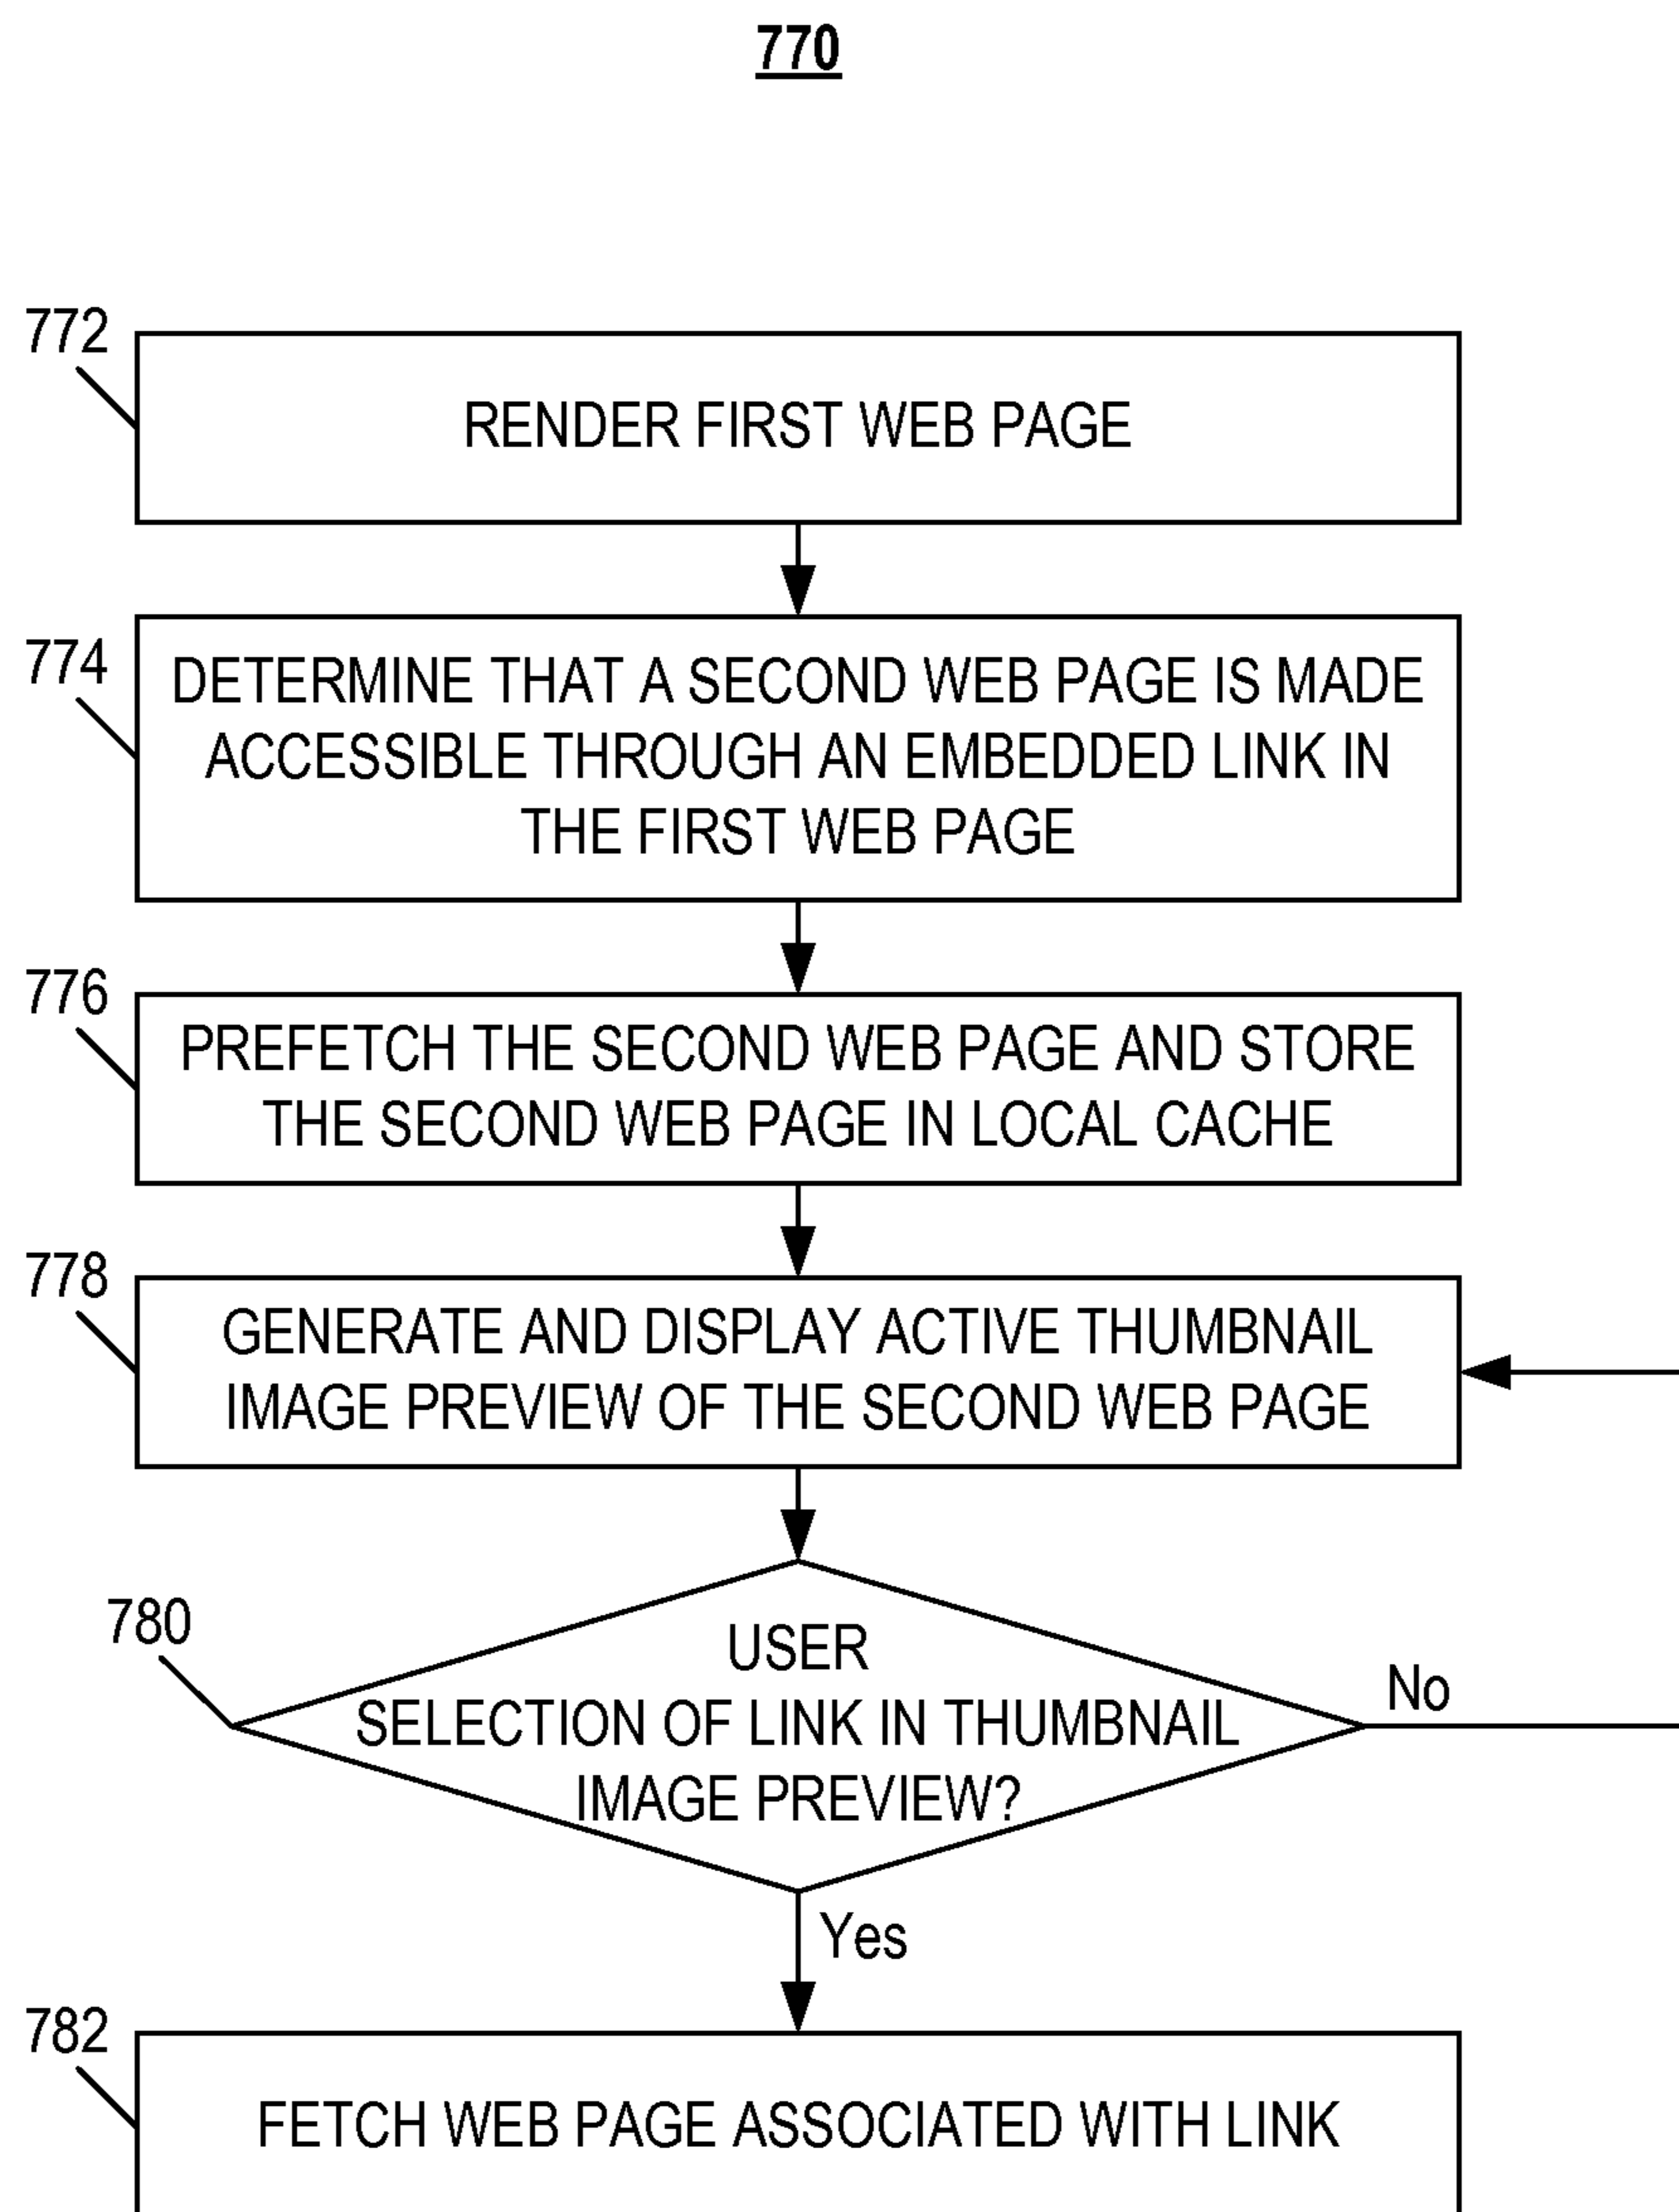 770
772
RENDER FIRST WEB PAGE
774
DETERMINE THAT A SECOND WEB PAGE IS MADE
ACCESSIBLE THROUGH AN EMBEDDED LINK IN
THE FIRST WEB PAGE
776
PREFETCH THE SECOND WEB PAGE AND STORE
THE SECOND WEB PAGE IN LOCAL CACHE
778
GENERATE AND DISPLAY ACTIVE THUMBNAIL
IMAGE PREVIEW OF THE SECOND WEB PAGE
780
USER
SELECTION OF LINK IN THUMBNAIL
IMAGE PREVIEW?
No
Yes
782
FETCH WEB PAGE ASSOCIATED WITH LINK